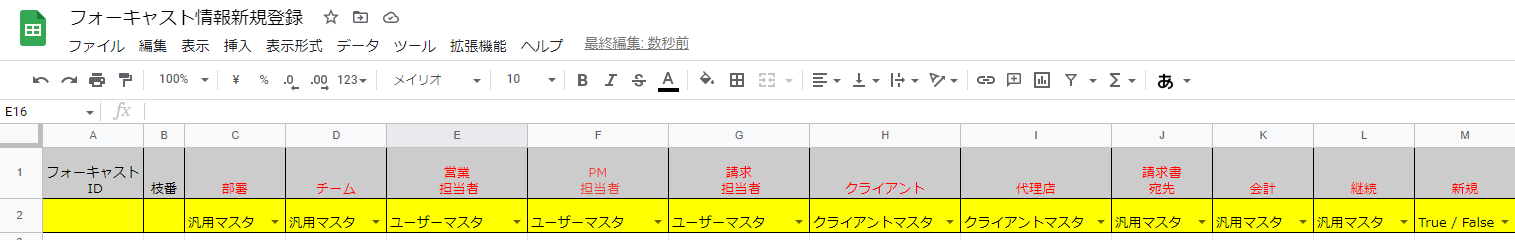 フォーキャスト情報新規登録
ファイル 編集 表示 挿入 表示形式 データ ツール 拡張機能 ヘルプ 最終編集: 数秒前
100% ¥ % .0 .00 123 メイリオ 10 B I S A あ
E16 fx
A B C D E F G H I J K L M
1 フォーキャスト ID 枝番 部署 チーム 営業 担当者 PM 担当者 請求 担当者 クライアント 代理店 請求書 宛先 会計 継続 新規
2 汎用マスタ 汎用マスタ ユーザーマスタ ユーザーマスタ ユーザーマスタ クライアントマスタ クライアントマスタ 汎用マスタ 汎用マスタ 汎用マスタ True / False